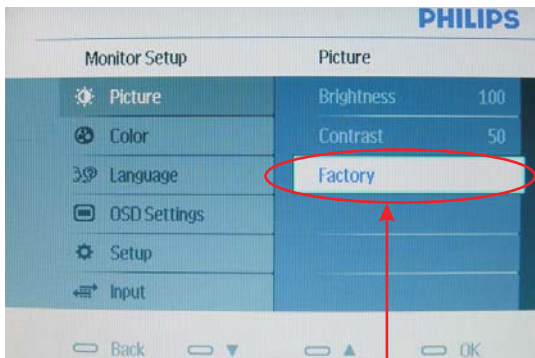 PHILIPS
Monitor Setup Picture
Picture Brightness 100
Color Contrast 50
Language Factory
OSD Settings
Setup
Input
Back OK